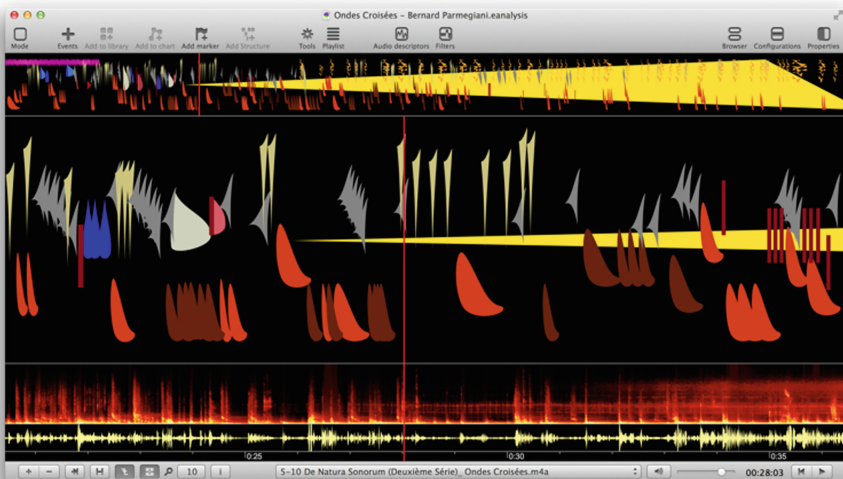 Ondes Croisées – Bernard Parmegiani.eanalysis
Mode Events Add to library Add to chart Add marker Add Structure Tools Playlist Audio descriptors Filters Browser Configurations Properties
0:25 0:30 0:35
10 i 5-10 De Natura Sonorum (Deuxième Série)_ Ondes Croisées.m4a 00:28:03